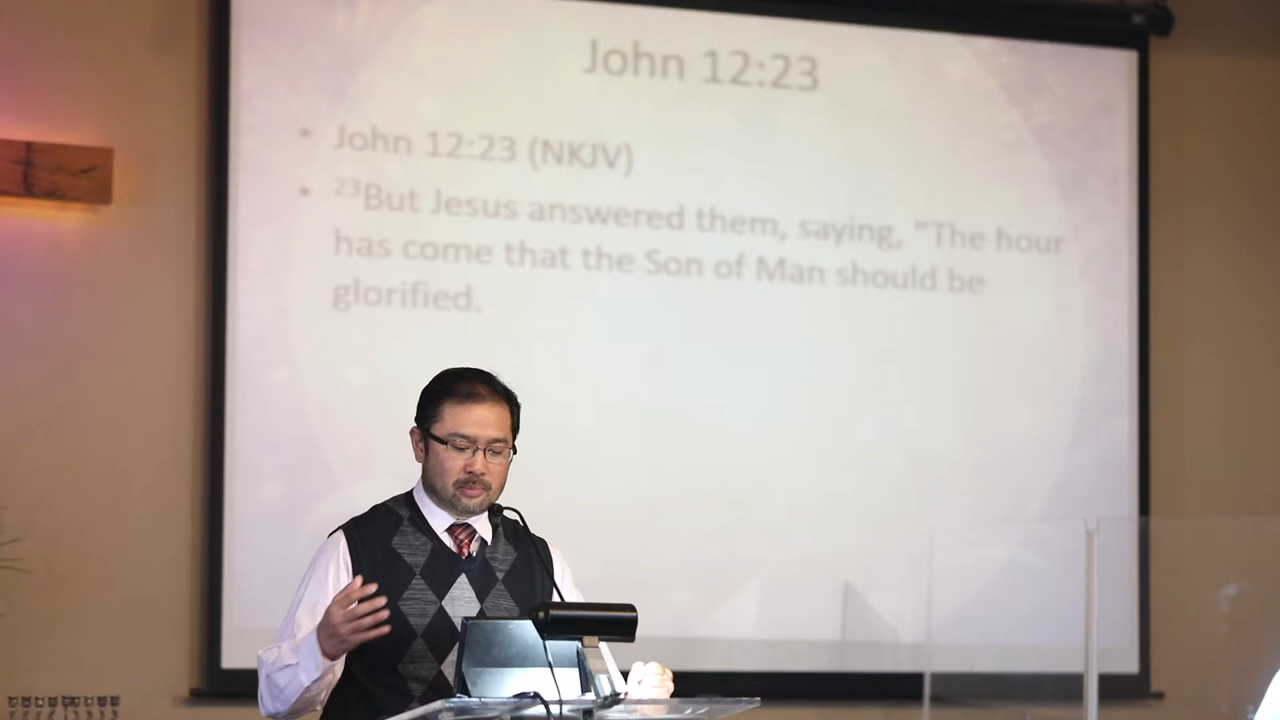 John 12:23
• John 12:23 (NKJV)
• ²³But Jesus answered them, saying, “The hour
has come that the Son of Man should be
glorified.